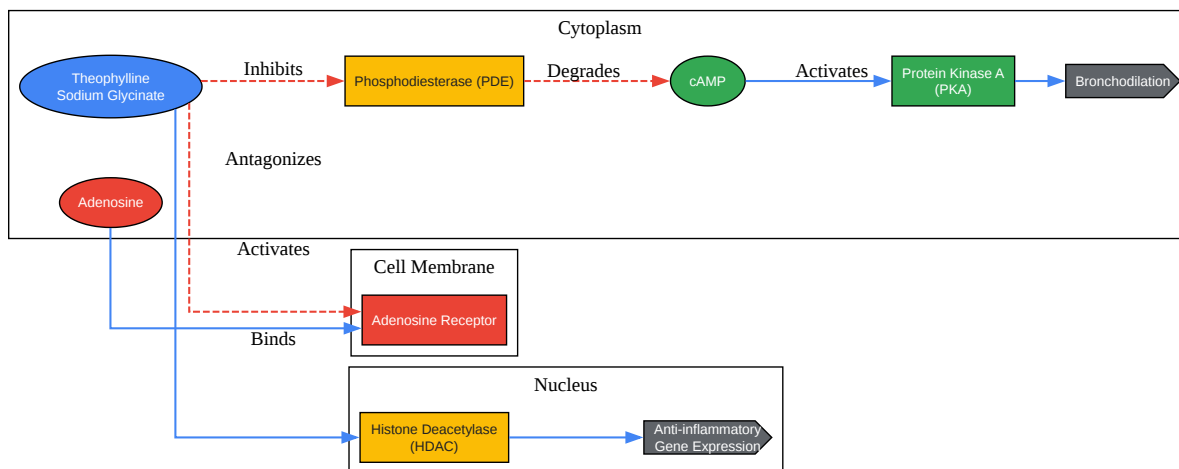 Cytoplasm
Theophylline
Sodium Glycinate
Inhibits
Phosphodiesterase (PDE)
Degrades
cAMP
Activates
Protein Kinase A
(PKA)
Bronchodilation
Antagonizes
Adenosine
Activates
Cell Membrane
Adenosine Receptor
Binds
Nucleus
Histone Deacetylase
(HDAC)
Anti-inflammatory
Gene Expression